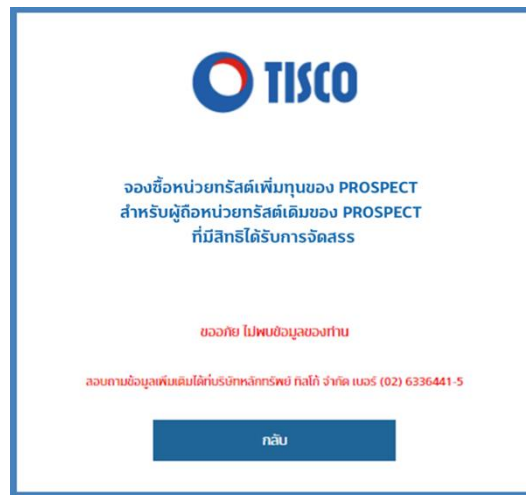 TISCO
จองซื้อหน่วยทรัสต์เพิ่มทุนของ PROSPECT
สำหรับผู้ถือหน่วยทรัสต์เดิมของ PROSPECT
ที่มีสิทธิได้รับการจัดสรร
ขออภัย ไม่พบข้อมูลของท่าน
สอบถามข้อมูลเพิ่มเติมได้ที่บริษัทหลักทรัพย์ ทิสโก้ จำกัด เบอร์ (02) 6336441-5
กลับ